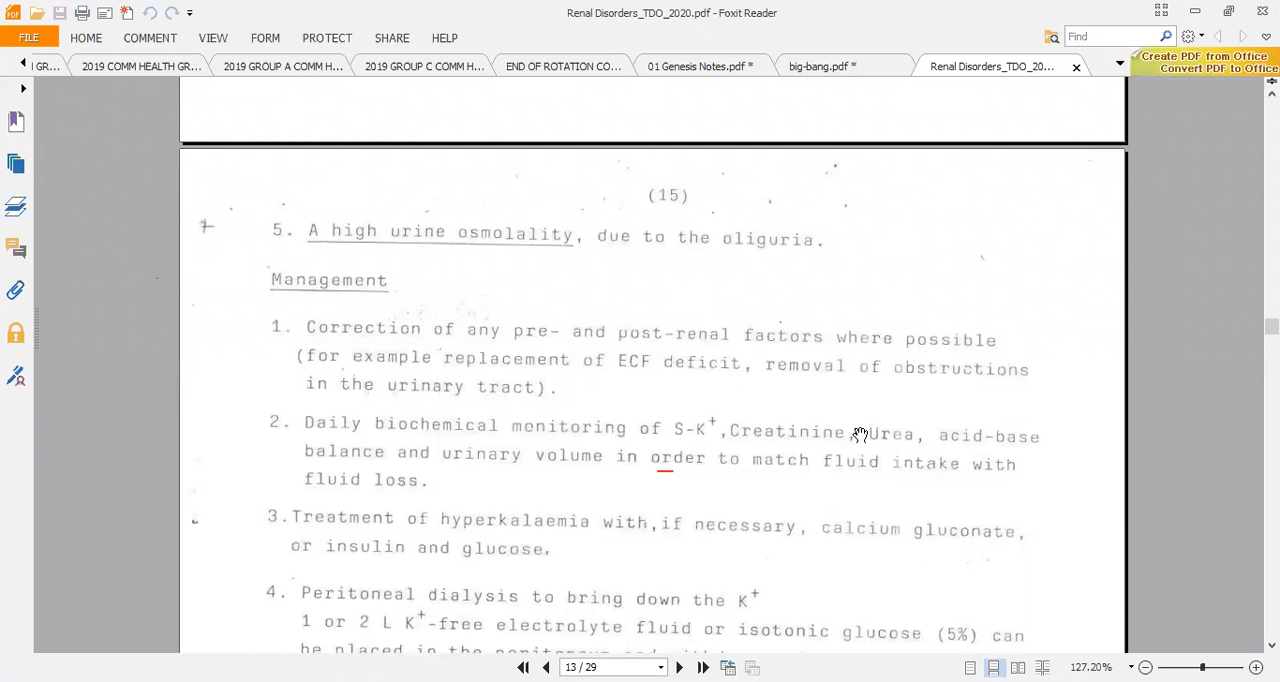 Renal Disorders_TDO_2020.pdf - Foxit Reader
FILE HOME COMMENT VIEW FORM PROTECT SHARE HELP
Find
I GR... 2019 COMM HEALTH GR... 2019 GROUP A COMM H... 2019 GROUP C COMM H... END OF ROTATION CO... 01 Genesis Notes.pdf * big-bang.pdf * Renal Disorders_TDO_20...
Create PDF from Office
Convert PDF to Office
(15)
5. A high urine osmolality, due to the oliguria.
Management
1. Correction of any pre- and post-renal factors where possible
(for example replacement of ECF deficit, removal of obstructions
in the urinary tract).
2. Daily biochemical monitoring of S-K+, Creatinine, Urea, acid-base
balance and urinary volume in order to match fluid intake with
fluid loss.
3. Treatment of hyperkalaemia with, if necessary, calcium gluconate,
or insulin and glucose.
4. Peritoneal dialysis to bring down the K+
1 or 2 L K+-free electrolyte fluid or isotonic glucose (5%) can
be placed in the peritoneum and
13 / 29
127.20%